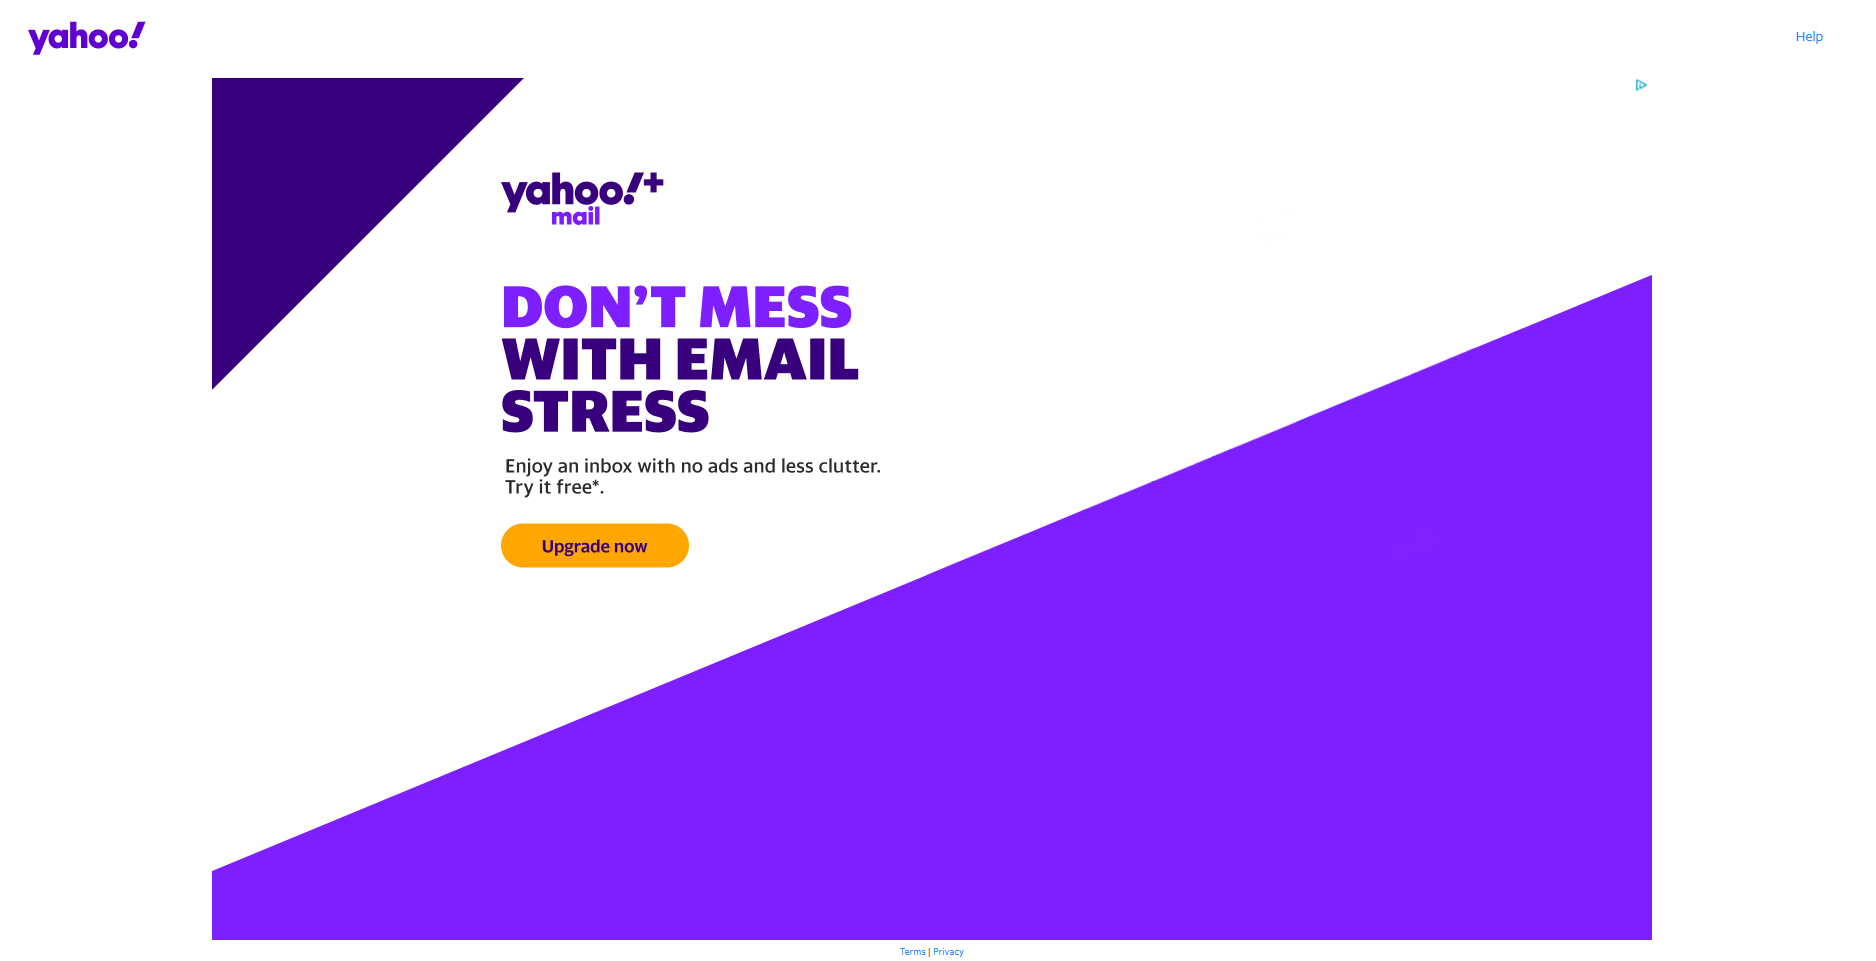 yahoo!
Help
yahoo!+
mail
DON'T MESS
WITH EMAIL
STRESS
Enjoy an inbox with no ads and less clutter.
Try it free*.
Upgrade now
Terms | Privacy